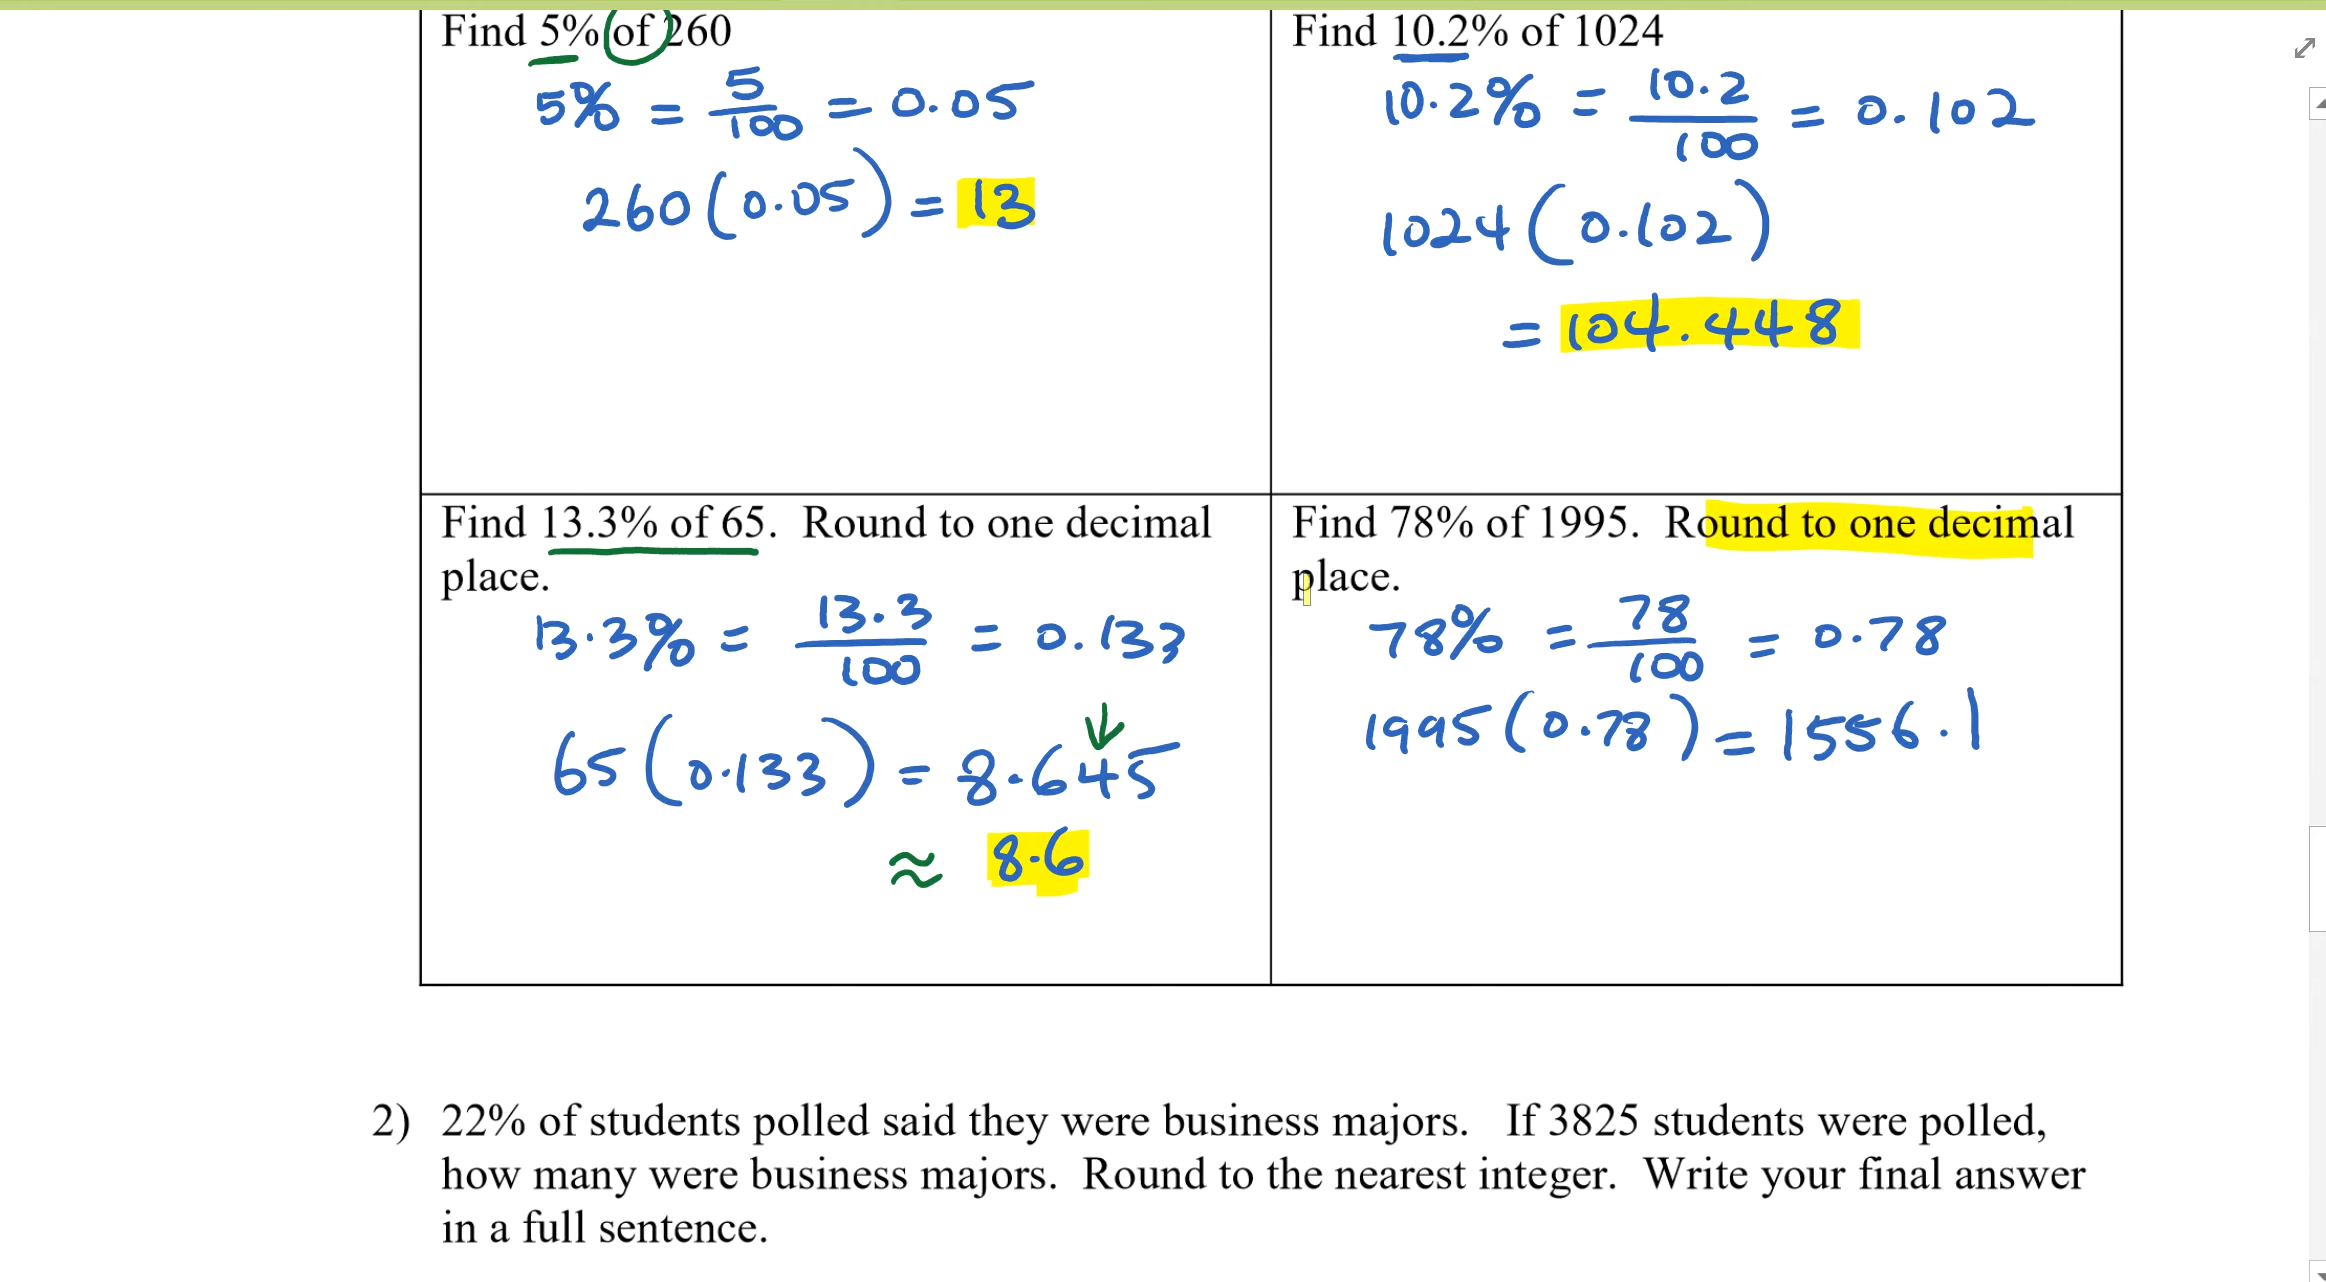 Find 5% of 260
5% = 5/100 = 0.05
260(0.05) = 13
Find 10.2% of 1024
10.2% = 10.2/100 = 0.102
1024(0.102)
= 104.448
Find 13.3% of 65.  Round to one decimal
place.
13.3% = 13.3/100 = 0.133
65(0.133) = 8.645
≈ 8.6
Find 78% of 1995.  Round to one decimal
place.
78% = 78/100 = 0.78
1995(0.78) = 1556.1
2) 22% of students polled said they were business majors.  If 3825 students were polled,
how many were business majors.  Round to the nearest integer.  Write your final answer
in a full sentence.